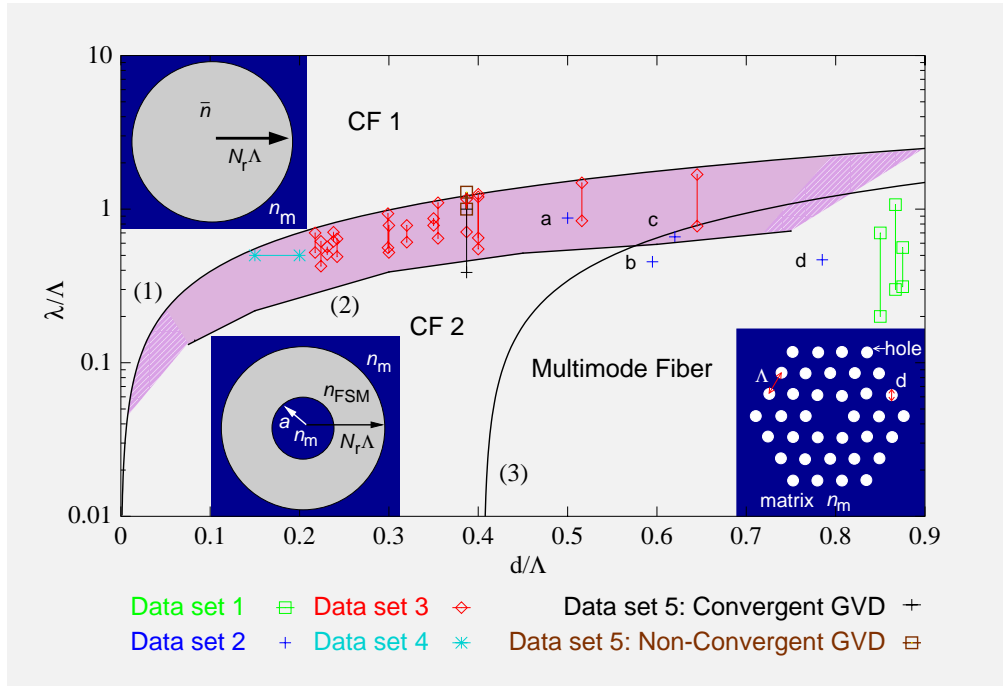 10
1
0.1
0.01
λ/Λ
0
0.1
0.2
0.3
0.4
0.5
0.6
0.7
0.8
0.9
d/Λ
n̄
NrΛ
nm
CF 1
a
c
b
d
(1)
(2)
CF 2
(3)
Multimode Fiber
nm
nFSM
a
nm
NrΛ
hole
Λ
d
matrix nm
Data set 1
Data set 3
Data set 5: Convergent GVD
Data set 2
Data set 4
Data set 5: Non-Convergent GVD